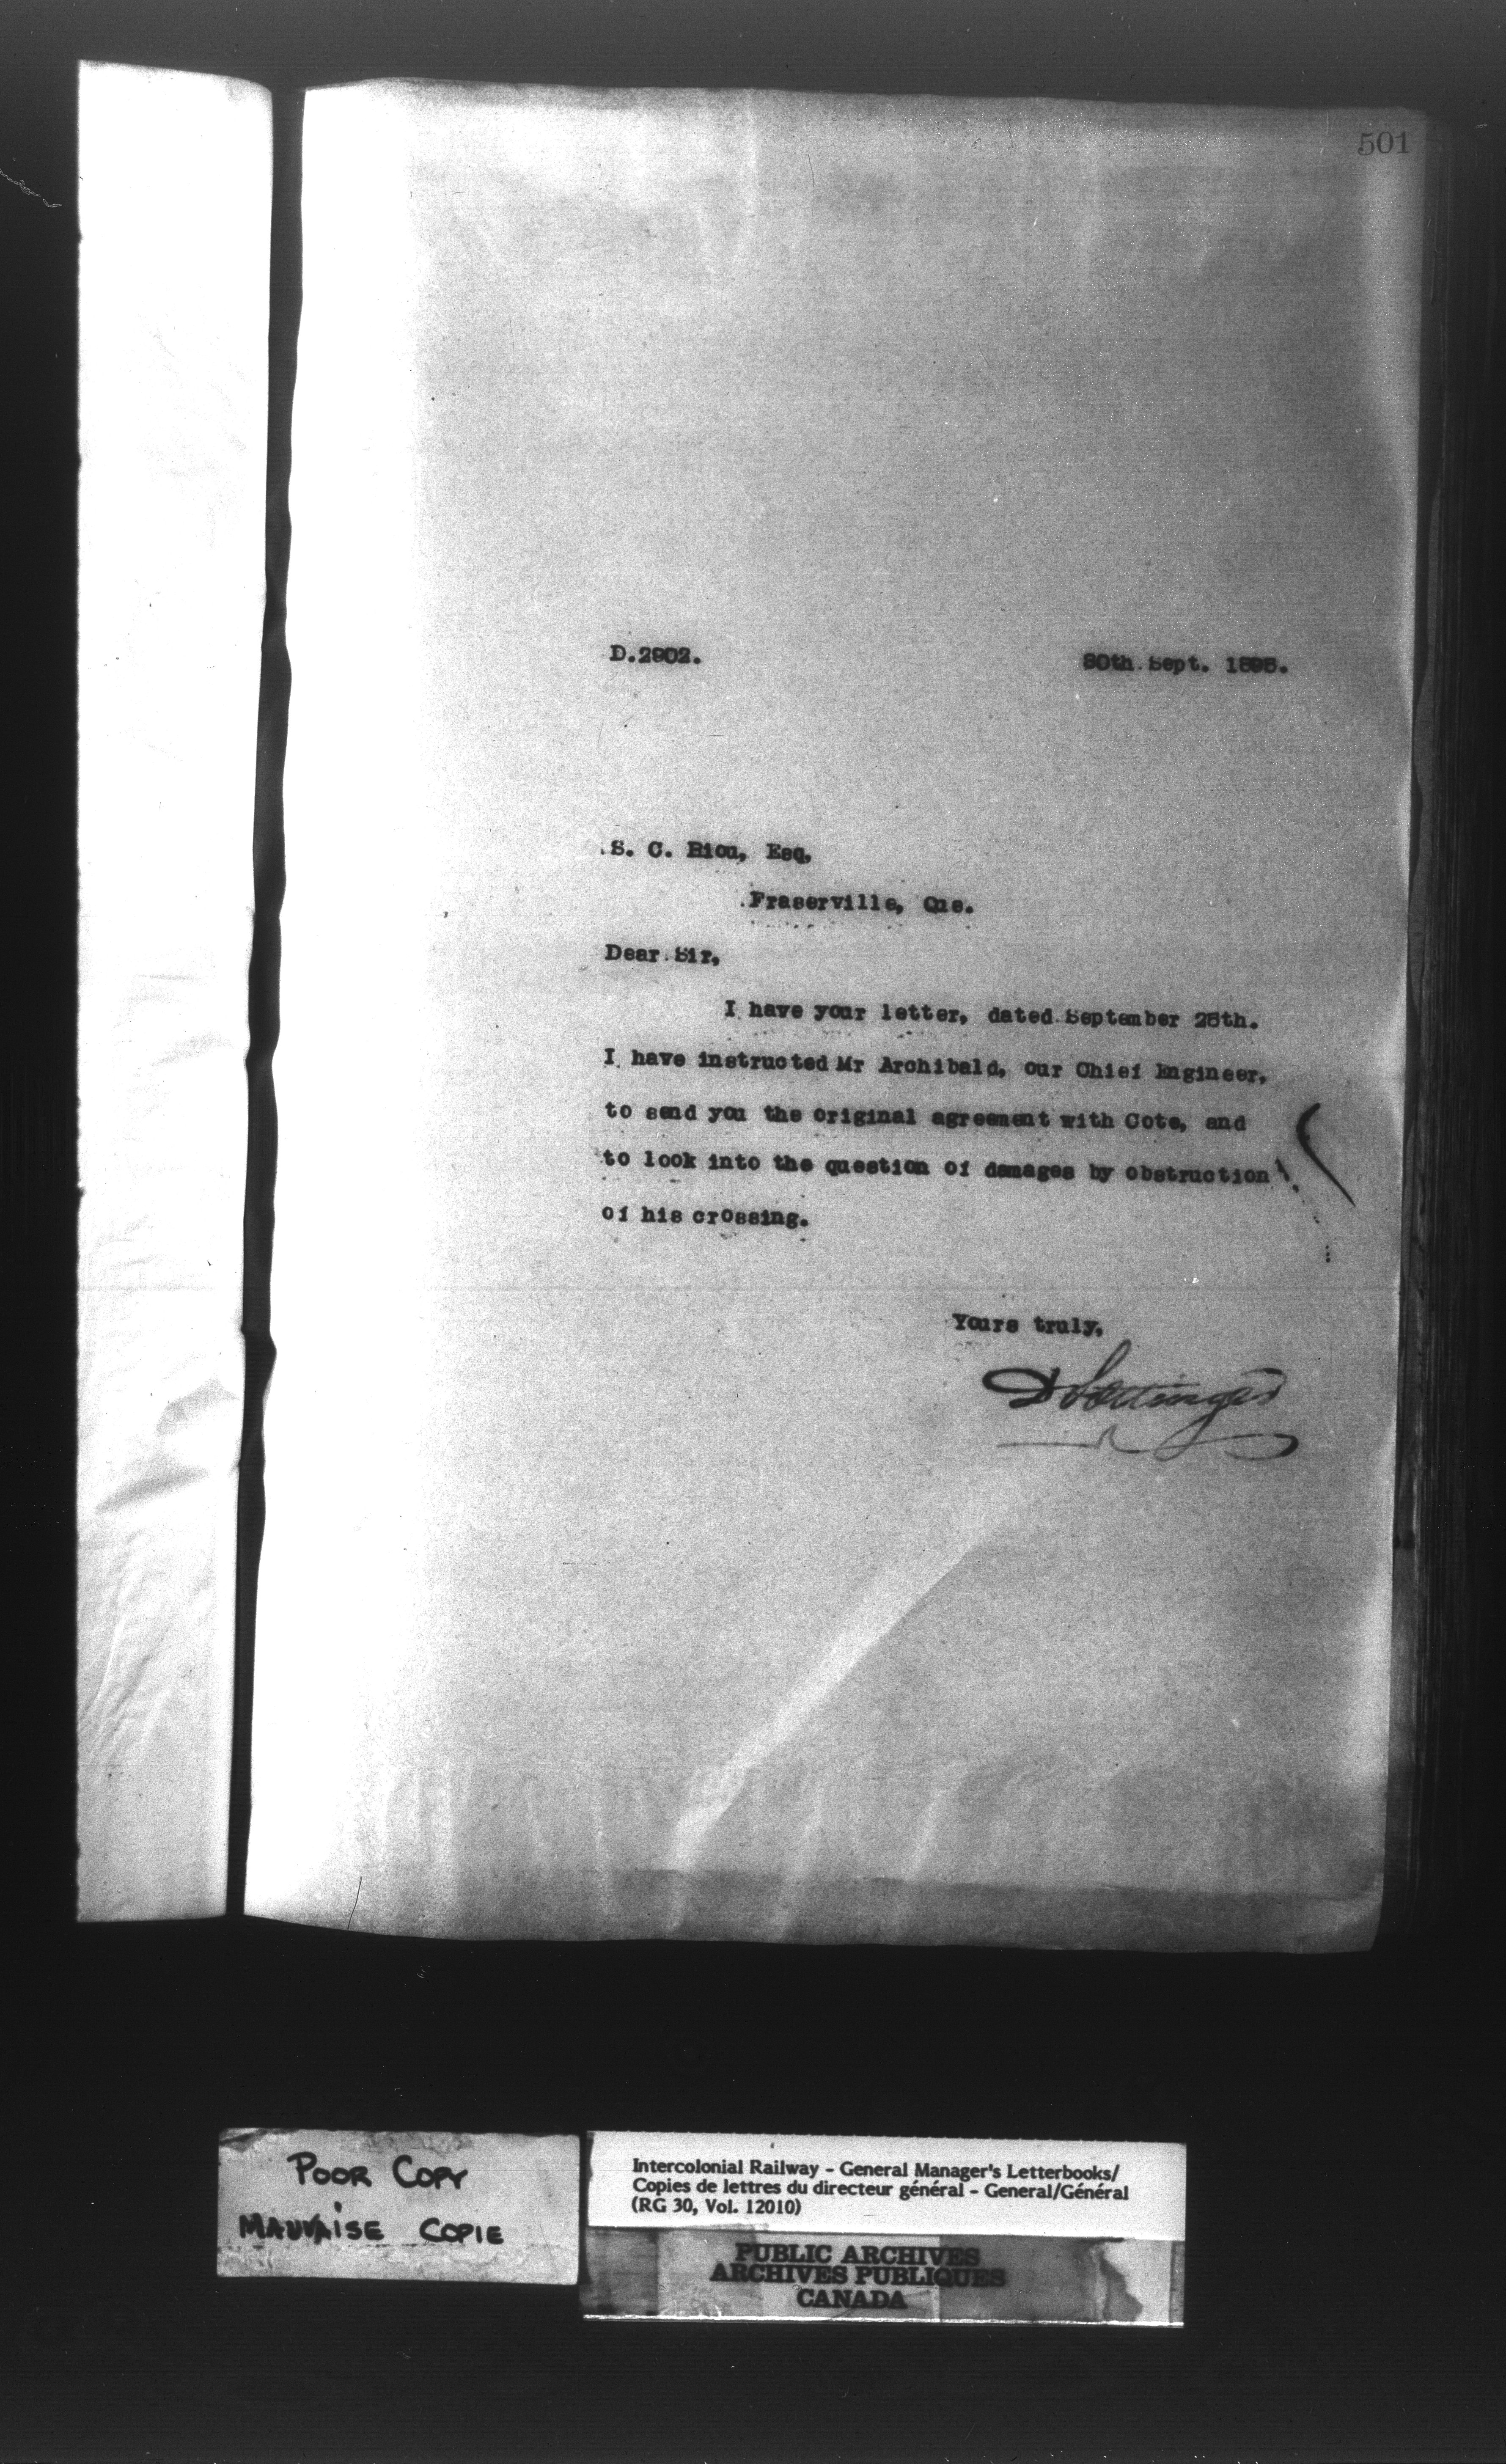 501
D.2902.
30th Sept. 1895.
S. C. Riou, Esq,
Fraserville, Que.
Dear Sir,
I have your letter, dated September 28th.
I have instructed Mr Archibald, our Chief Engineer,
to send you the original agreement with Cote, and
to look into the question of damages by obstruction
of his crossing.
Yours truly,
D Pottinger
POOR COPY
MAUVAISE COPIE
Intercolonial Railway - General Manager's Letterbooks/
Copies de lettres du directeur général - General/Général
(RG 30, Vol. 12010)
PUBLIC ARCHIVES
ARCHIVES PUBLIQUES
CANADA